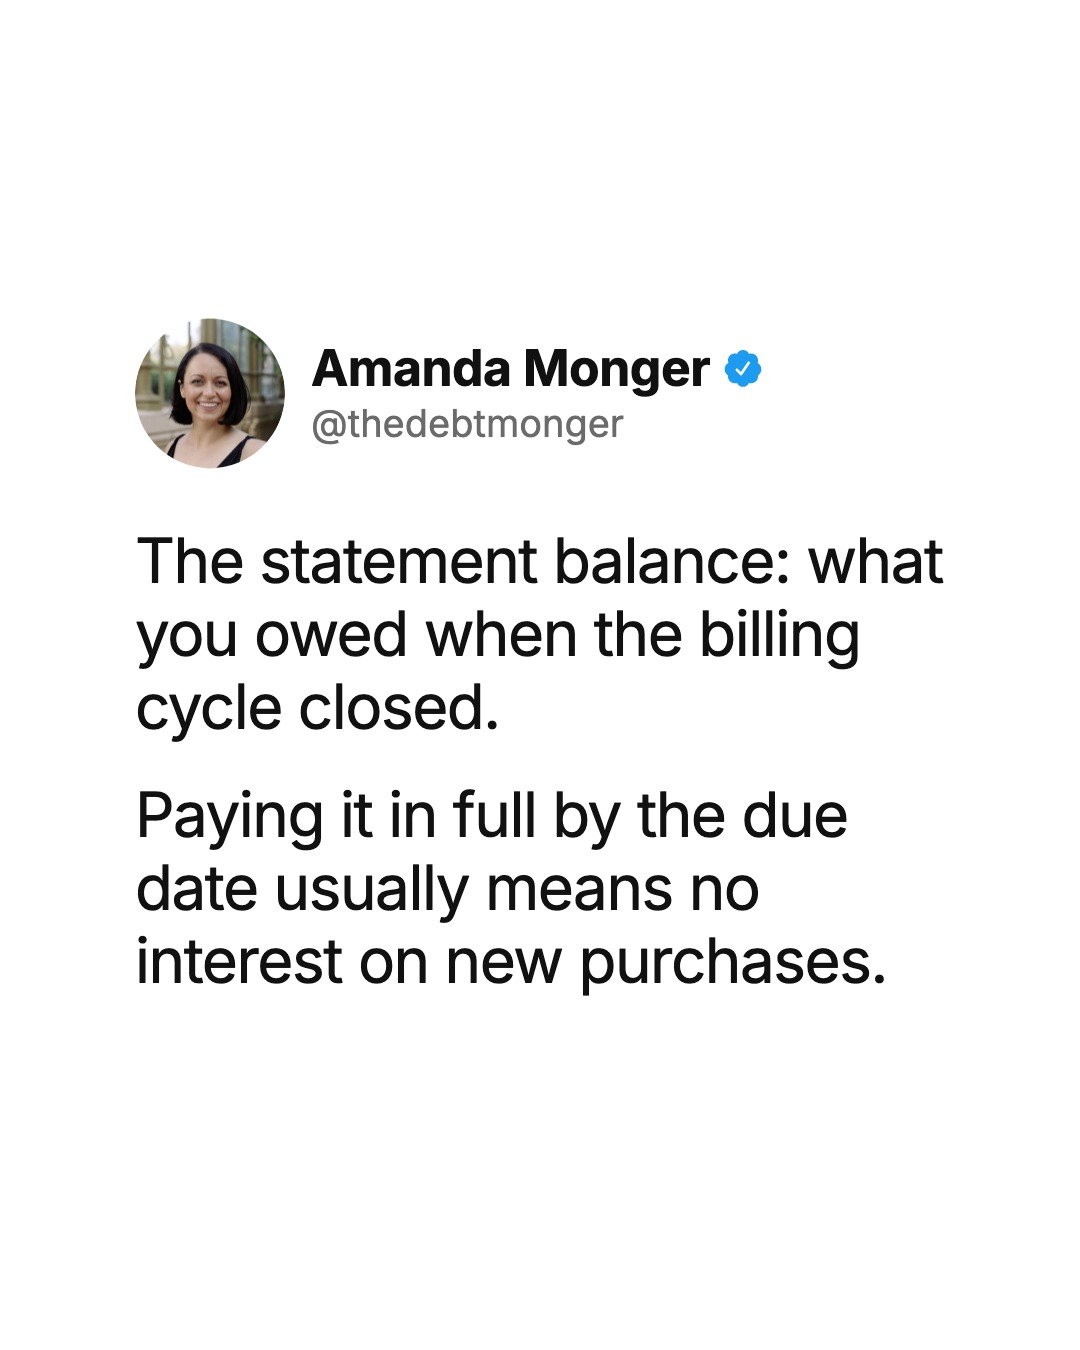 Amanda Monger
@thedebtmonger
The statement balance: what
you owed when the billing
cycle closed.
Paying it in full by the due
date usually means no
interest on new purchases.